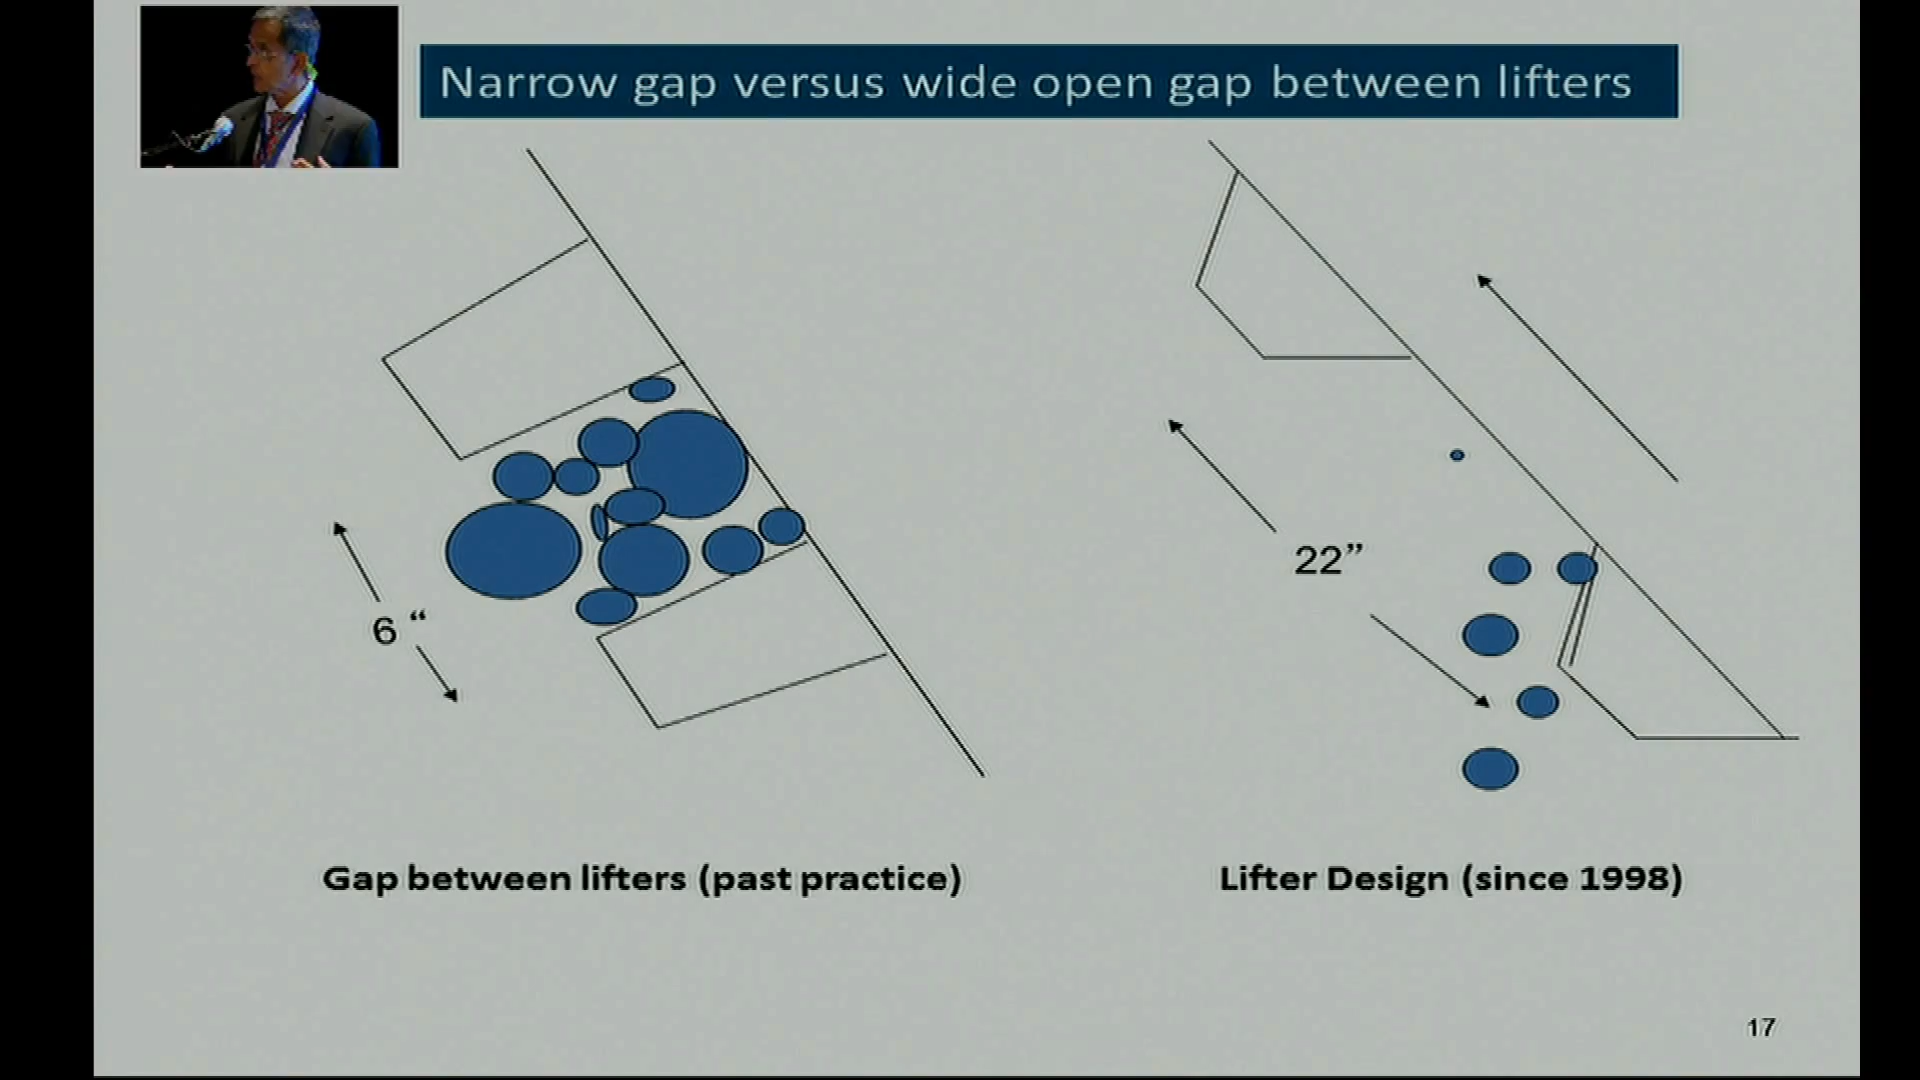 Narrow gap versus wide open gap between lifters
6 “
22”
Gap between lifters (past practice)
Lifter Design (since 1998)
17